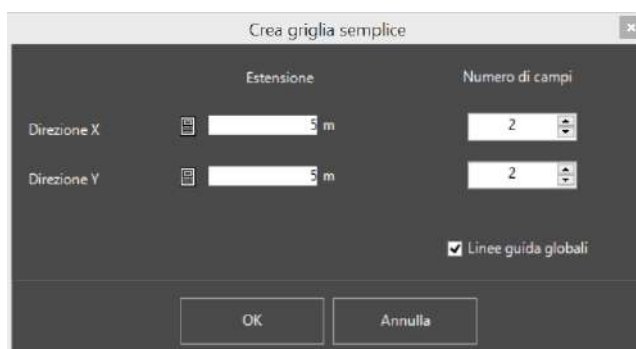 Crea griglia semplice
Estensione Numero di campi
Direzione X 5 m 2
Direzione Y 5 m 2
Linee guida globali
OK Annulla